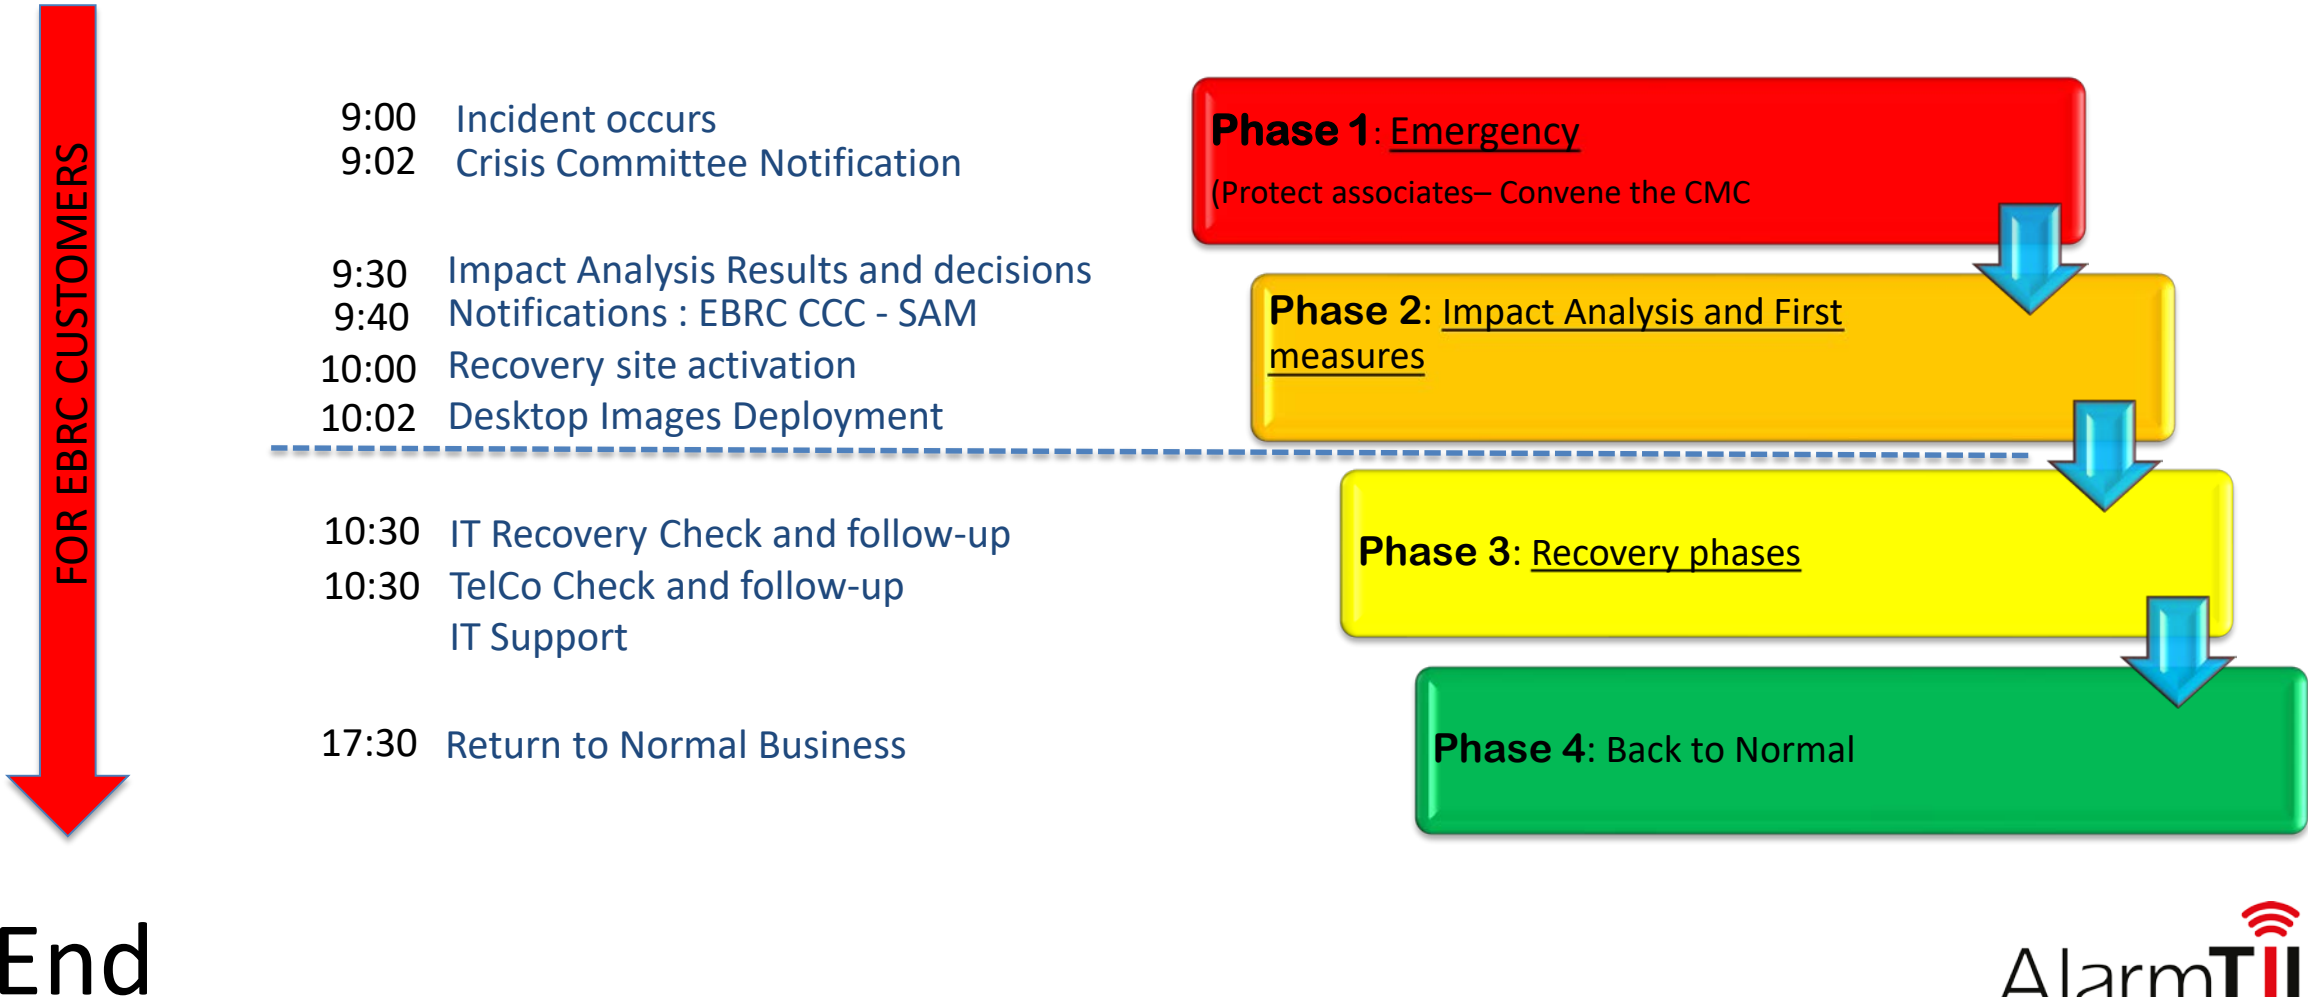 FOR EBRC CUSTOMERS
9:00 Incident occurs
9:02 Crisis Committee Notification
9:30 Impact Analysis Results and decisions
9:40 Notifications : EBRC CCC - SAM
10:00 Recovery site activation
10:02 Desktop Images Deployment
10:30 IT Recovery Check and follow-up
10:30 TelCo Check and follow-up
IT Support
17:30 Return to Normal Business
Phase 1: Emergency
(Protect associates– Convene the CMC
Phase 2: Impact Analysis and First
measures
Phase 3: Recovery phases
Phase 4: Back to Normal
End